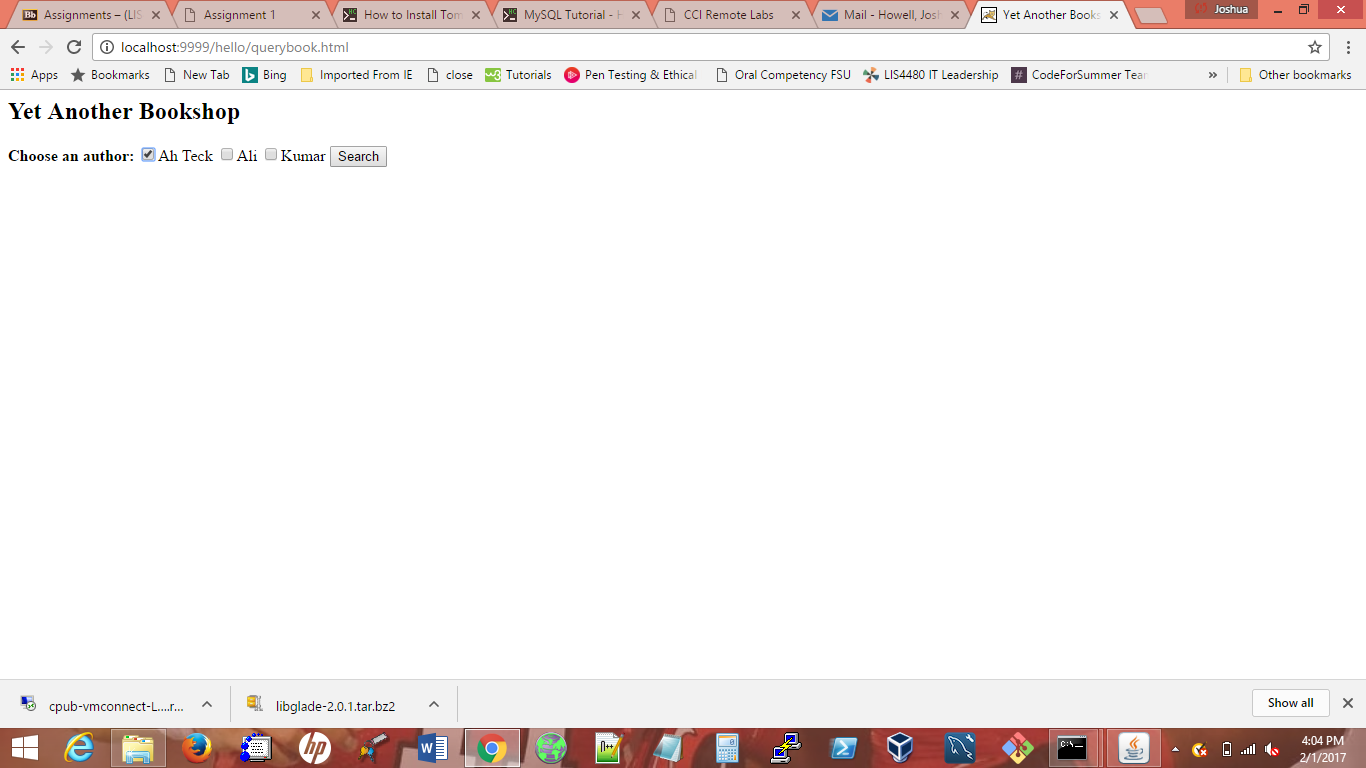 Assignments – (LIS
Assignment 1
How to Install Tom
MySQL Tutorial - H
CCI Remote Labs
Mail - Howell, Josh
Yet Another Books
Joshua
localhost:9999/hello/querybook.html
Apps Bookmarks New Tab Bing Imported From IE close Tutorials Pen Testing & Ethical Oral Competency FSU LIS4480 IT Leadership CodeForSummer Tear » Other bookmarks
Yet Another Bookshop
Choose an author: Ah Teck Ali Kumar Search
cpub-vmconnect-L....r... libglade-2.0.1.tar.bz2 Show all
4:04 PM
2/1/2017